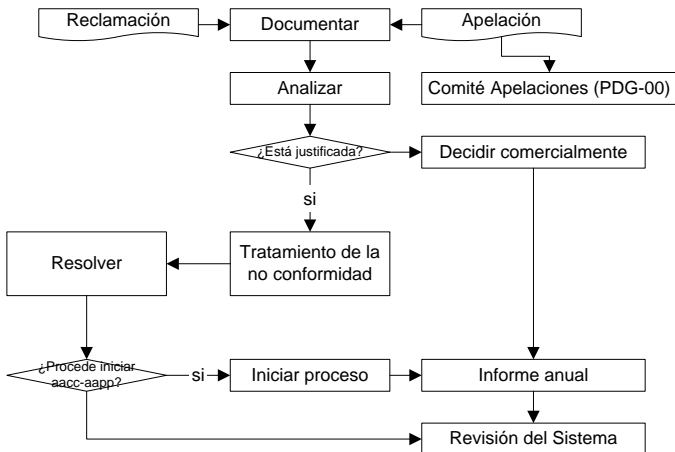 Reclamación
Documentar
Apelación
Analizar
Comité Apelaciones (PDG-00)
¿Está justificada?
Decidir comercialmente
si
Resolver
Tratamiento de la
no conformidad
¿Procede iniciar
aacc-aapp?
si
Iniciar proceso
Informe anual
Revisión del Sistema